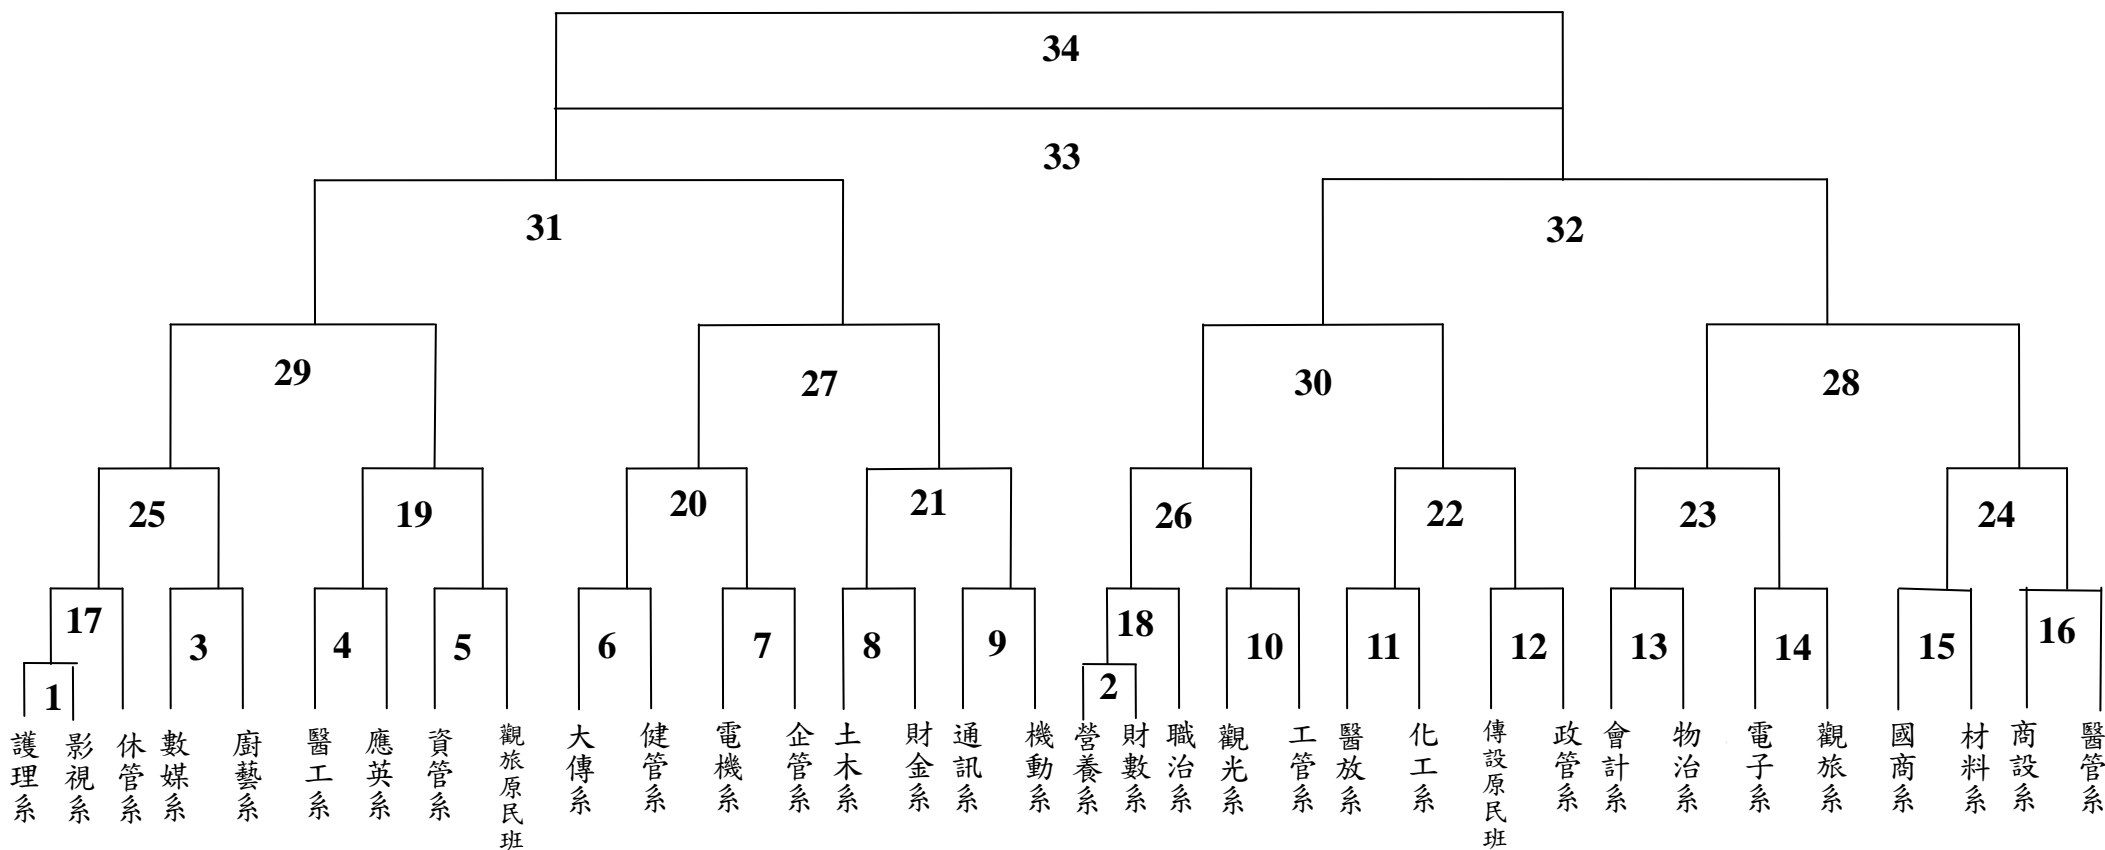 34
33
31
32
29
27
30
28
25
19
20
21
26
22
23
24
17
3
4
5
6
7
8
9
18
10
11
12
13
14
15
16
1
2
護理系
影視系
休管系
數媒系
廚藝系
醫工系
應英系
資管系
觀旅原民班
大傳系
健管系
電機系
企管系
土木系
財金系
通訊系
機動系
營養系
財數系
職治系
觀光系
工管系
醫放系
化工系
傳設原民班
政管系
會計系
物治系
電子系
觀旅系
國商系
材料系
商設系
醫管系